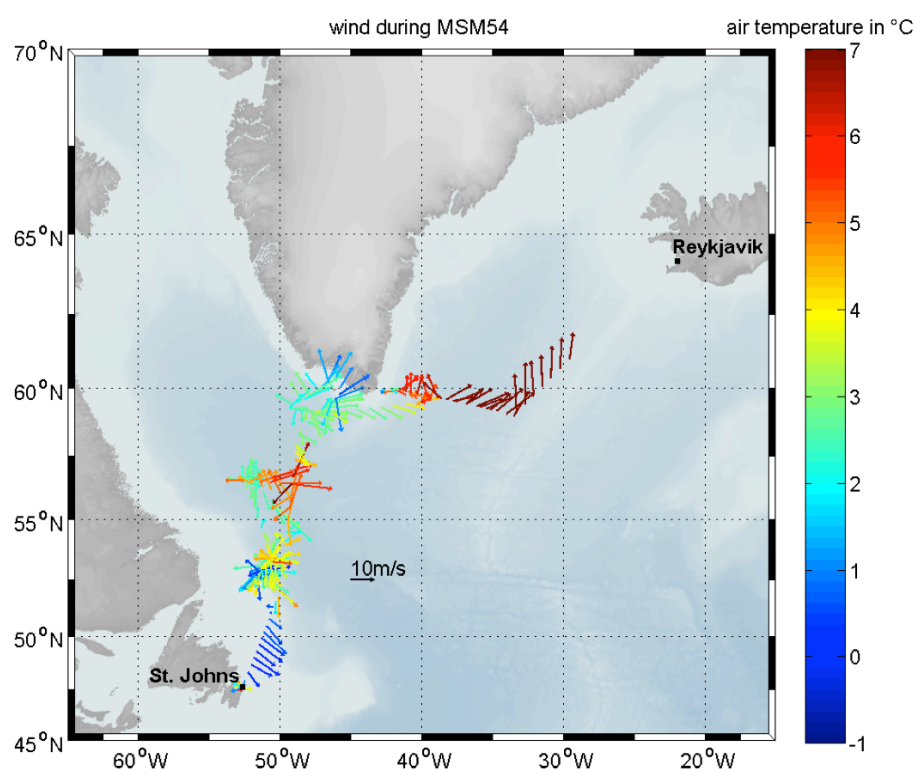 wind during MSM54
air temperature in °C
70°N
65°N
60°N
55°N
50°N
45°N
60°W
50°W
40°W
30°W
20°W
Reykjavik
10m/s
St. Johns
7
6
5
4
3
2
1
0
-1